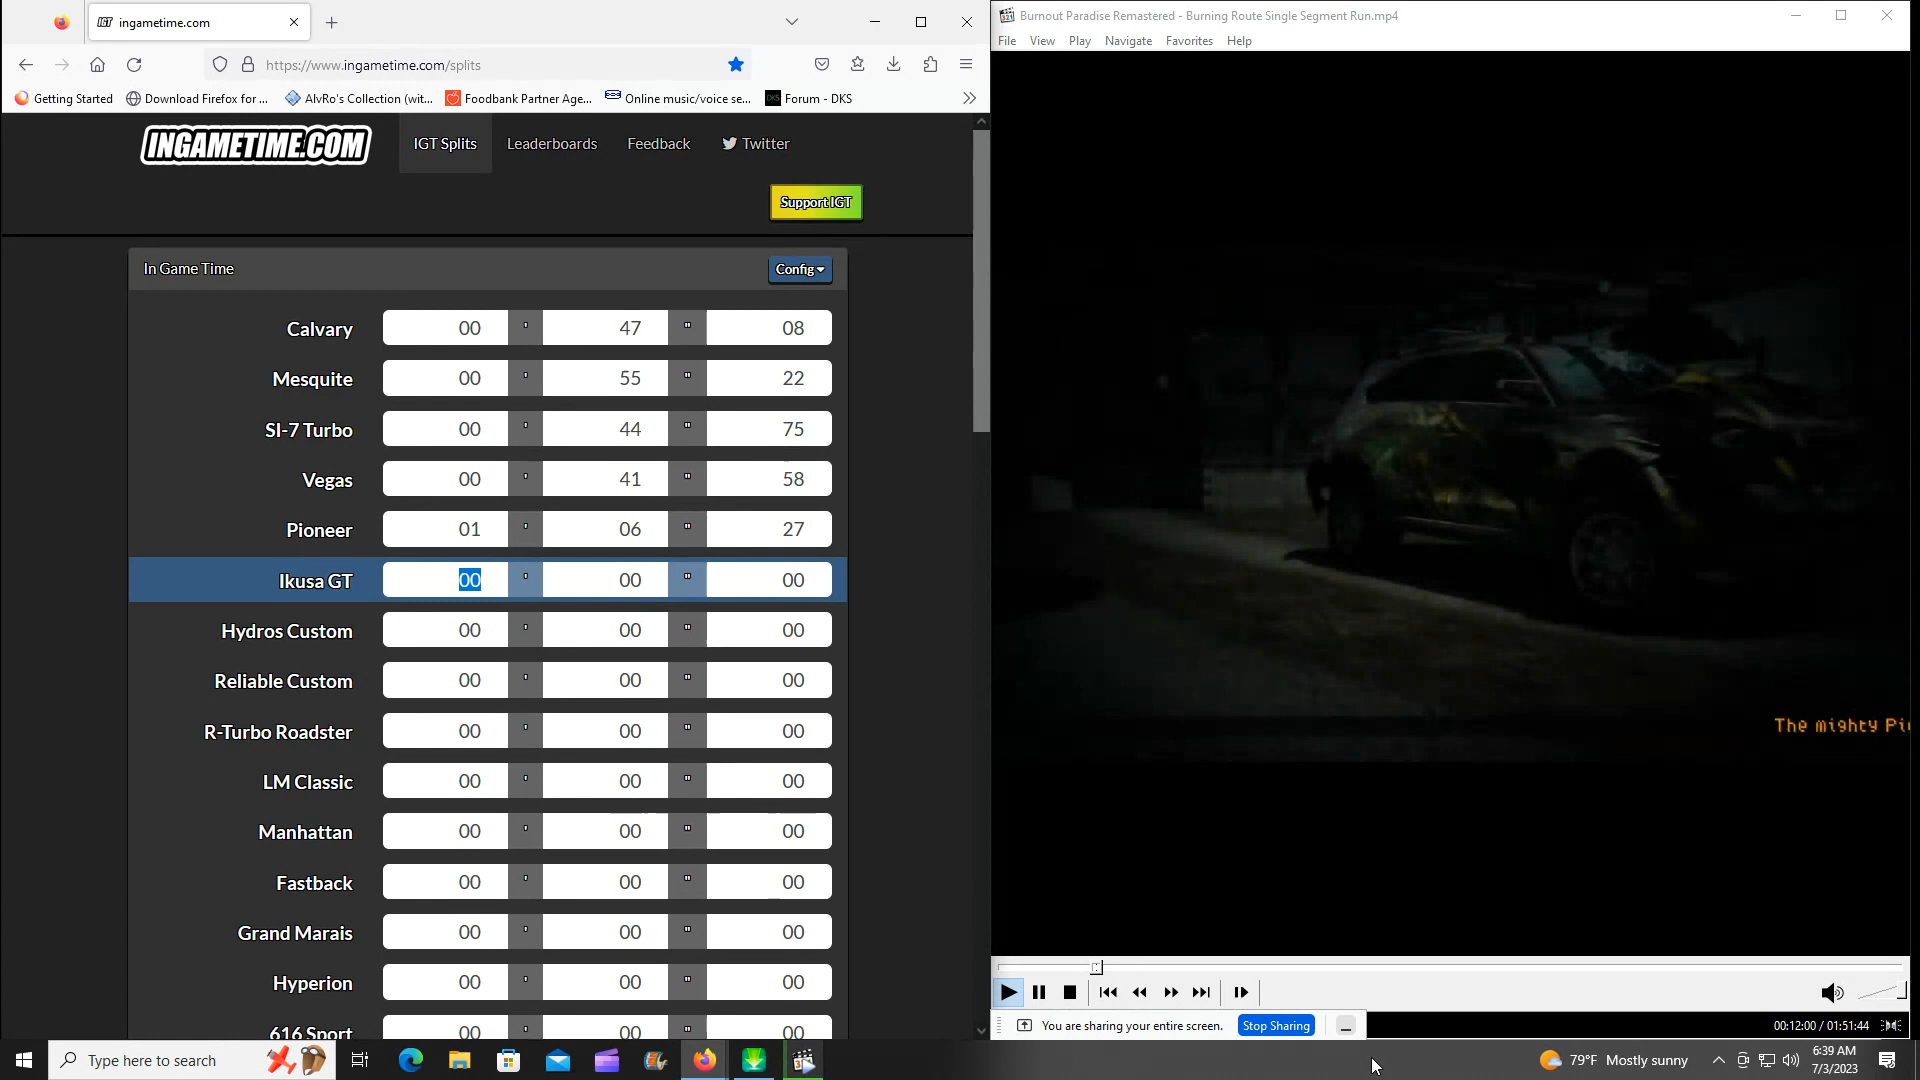 ingametime.com
https://www.ingametime.com/splits
Getting Started
Download Firefox for ...
AlvRo's Collection (wit...
Foodbank Partner Age...
Online music/voice se...
Forum - DKS
INGAMETIME.COM
IGT Splits
Leaderboards
Feedback
Twitter
Support IGT
In Game Time
Config
Calvary 00 ' 47 " 08
Mesquite 00 ' 55 " 22
SI-7 Turbo 00 ' 44 " 75
Vegas 00 ' 41 " 58
Pioneer 01 ' 06 " 27
Ikusa GT 00 ' 00 " 00
Hydros Custom 00 ' 00 " 00
Reliable Custom 00 ' 00 " 00
R-Turbo Roadster 00 ' 00 " 00
LM Classic 00 ' 00 " 00
Manhattan 00 ' 00 " 00
Fastback 00 ' 00 " 00
Grand Marais 00 ' 00 " 00
Hyperion 00 ' 00 " 00
616 Sport 00 ' 00 " 00
Burnout Paradise Remastered - Burning Route Single Segment Run.mp4
File View Play Navigate Favorites Help
The mighty Pi
You are sharing your entire screen.
Stop Sharing
00:12:00 / 01:51:44
Type here to search
79°F Mostly sunny
6:39 AM
7/3/2023